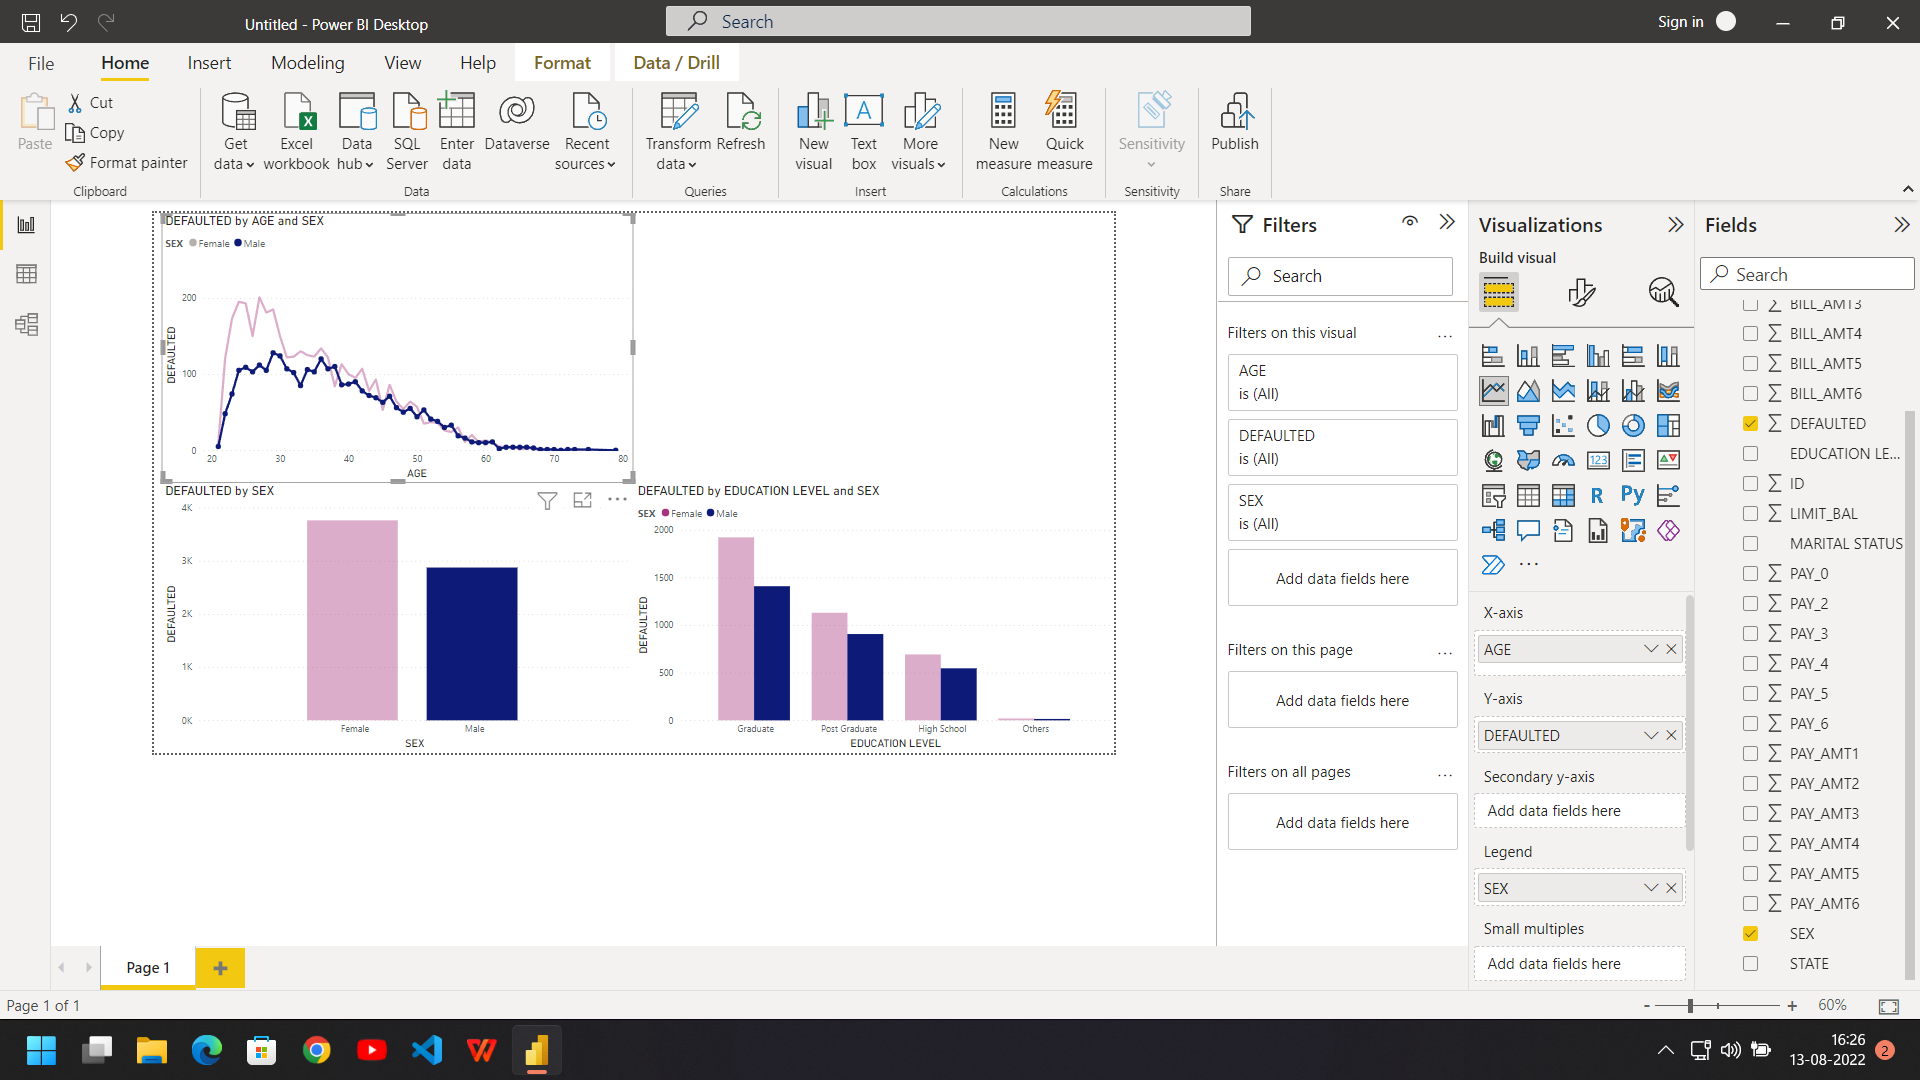 Untitled - Power BI Desktop
Search
Sign in
File
Home
Insert
Modeling
View
Help
Format
Data / Drill
Paste
Cut
Copy
Format painter
Clipboard
Get data
Excel workbook
Data hub
SQL Server
Enter data
Dataverse
Recent sources
Data
Transform data
Refresh
Queries
New visual
Text box
More visuals
Insert
New measure
Quick measure
Calculations
Sensitivity
Sensitivity
Publish
Share
DEFAULTED by AGE and SEX
SEX Female Male
DEFAULTED
200
100
0
20 30 40 50 60 70 80
AGE
DEFAULTED by SEX
DEFAULTED
4K
3K
2K
1K
0K
Female Male
SEX
DEFAULTED by EDUCATION LEVEL and SEX
SEX Female Male
DEFAULTED
2000
1500
1000
500
0
Graduate Post Graduate High School Others
EDUCATION LEVEL
Filters
Search
Filters on this visual
...
AGE
is (All)
DEFAULTED
is (All)
SEX
is (All)
Add data fields here
Filters on this page
...
Add data fields here
Filters on all pages
...
Add data fields here
Visualizations
Build visual
123
R
Py
...
X-axis
AGE
Y-axis
DEFAULTED
Secondary y-axis
Add data fields here
Legend
SEX
Small multiples
Add data fields here
Fields
Search
BILL_AMT3
BILL_AMT4
BILL_AMT5
BILL_AMT6
DEFAULTED
EDUCATION LE...
ID
LIMIT_BAL
MARITAL STATUS
PAY_0
PAY_2
PAY_3
PAY_4
PAY_5
PAY_6
PAY_AMT1
PAY_AMT2
PAY_AMT3
PAY_AMT4
PAY_AMT5
PAY_AMT6
SEX
STATE
Page 1
Page 1 of 1
- + 60%
16:26
13-08-2022
2